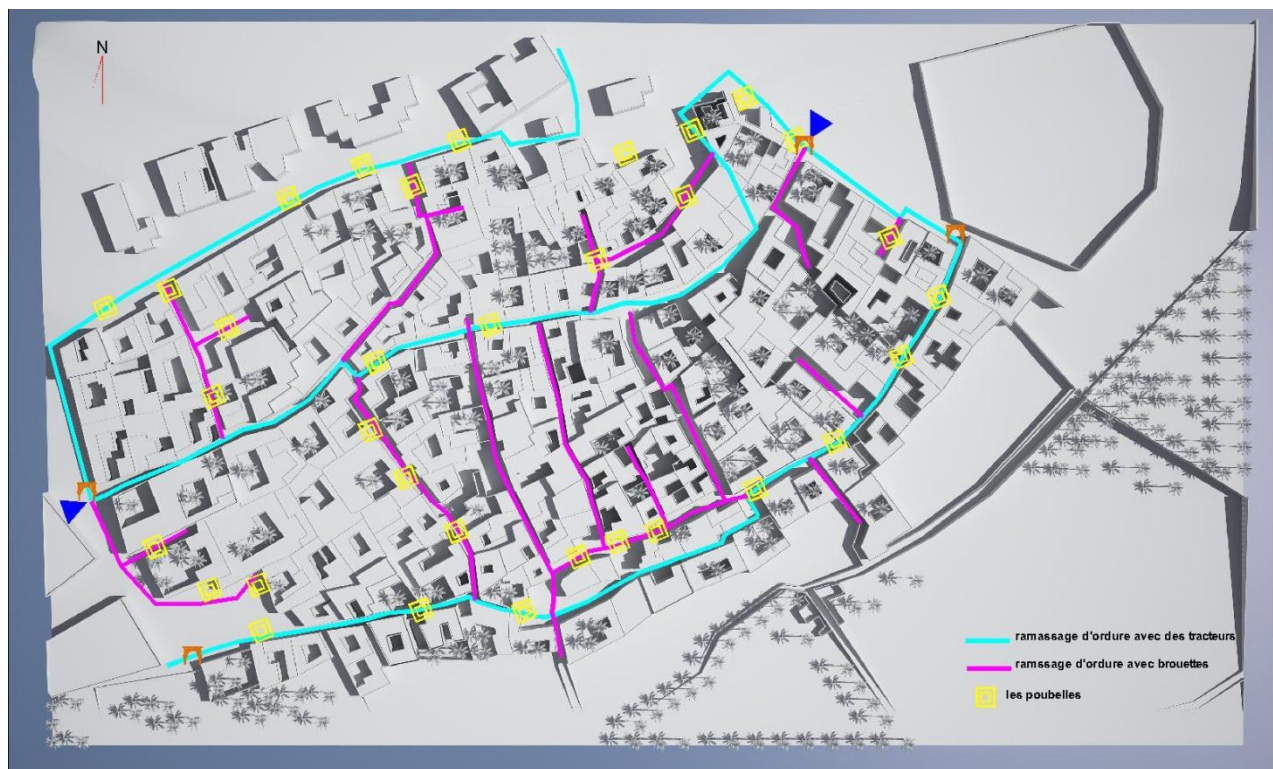 N
ramassage d'ordure avec des tracteurs
ramssage d'ordure avec brouettes
les poubelles